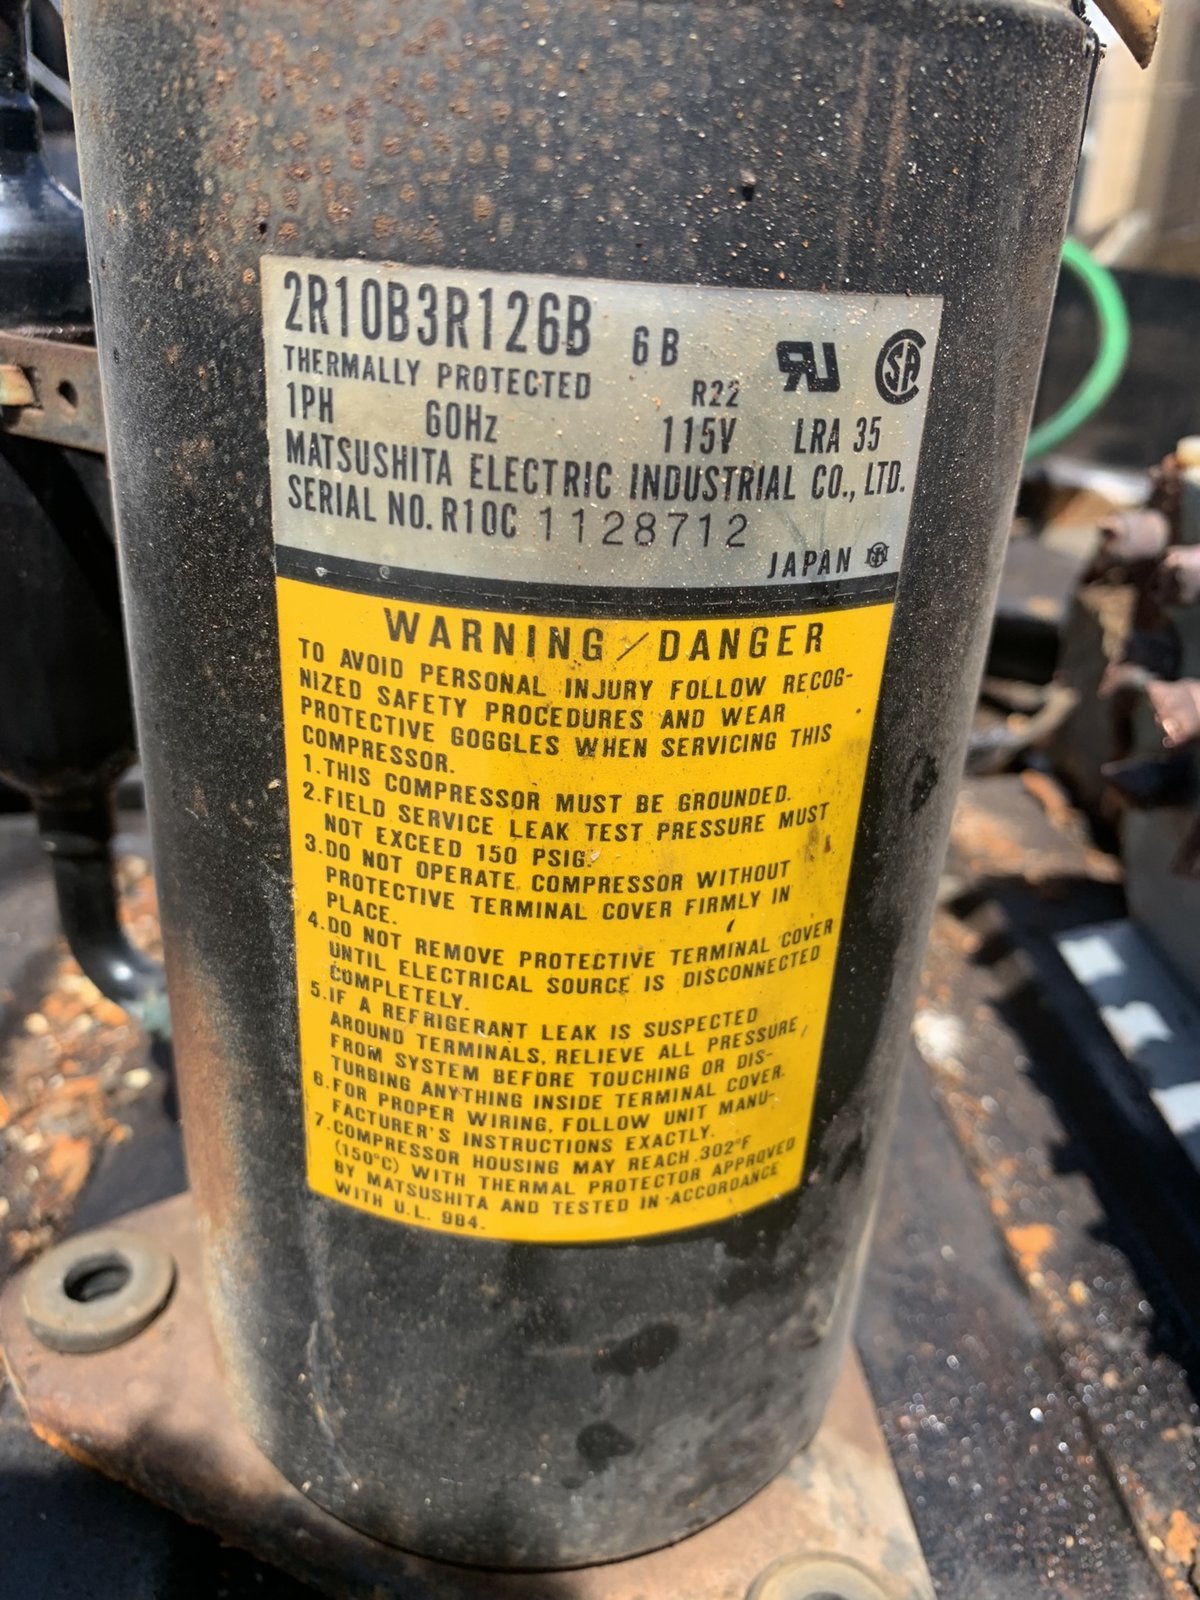 2R10B3R126B 6B
THERMALLY PROTECTED R22
1PH 60Hz 115V LRA 35
MATSUSHITA ELECTRIC INDUSTRIAL CO., LTD.
SERIAL NO. R10C 1128712
JAPAN
WARNING/DANGER
TO AVOID PERSONAL INJURY FOLLOW RECOG-
NIZED SAFETY PROCEDURES AND WEAR
PROTECTIVE GOGGLES WHEN SERVICING THIS
COMPRESSOR.
1.THIS COMPRESSOR MUST BE GROUNDED.
2.FIELD SERVICE LEAK TEST PRESSURE MUST
NOT EXCEED 150 PSIG.
3.DO NOT OPERATE COMPRESSOR WITHOUT
PROTECTIVE TERMINAL COVER FIRMLY IN
PLACE.
4.DO NOT REMOVE PROTECTIVE TERMINAL COVER
UNTIL ELECTRICAL SOURCE IS DISCONNECTED
COMPLETELY.
5.IF A REFRIGERANT LEAK IS SUSPECTED
AROUND TERMINALS, RELIEVE ALL PRESSURE,
FROM SYSTEM BEFORE TOUCHING OR DIS-
TURBING ANYTHING INSIDE TERMINAL COVER.
6.FOR PROPER WIRING, FOLLOW UNIT MANU-
FACTURER'S INSTRUCTIONS EXACTLY.
7.COMPRESSOR HOUSING MAY REACH 302°F
(150°C) WITH THERMAL PROTECTOR APPROVED
BY MATSUSHITA AND TESTED IN ACCORDANCE
WITH U.L. 984.